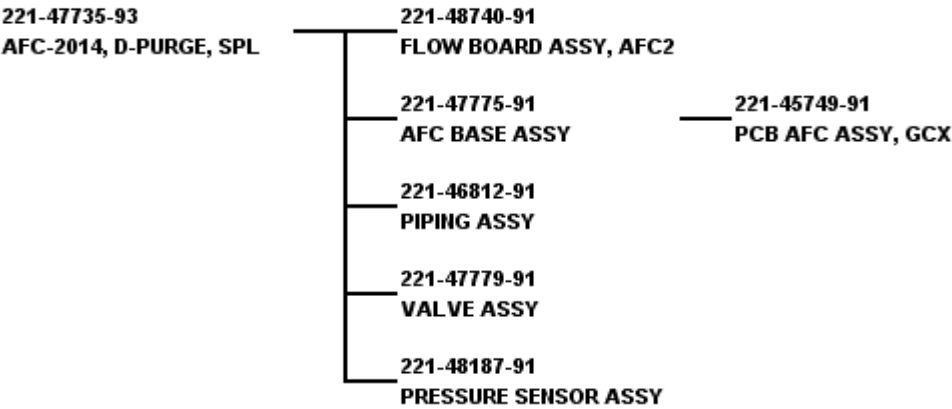 221-47735-93
AFC-2014, D-PURGE, SPL
221-48740-91
FLOW BOARD ASSY, AFC2
221-47775-91
AFC BASE ASSY
221-45749-91
PCB AFC ASSY, GCX
221-46812-91
PIPING ASSY
221-47779-91
VALVE ASSY
221-48187-91
PRESSURE SENSOR ASSY